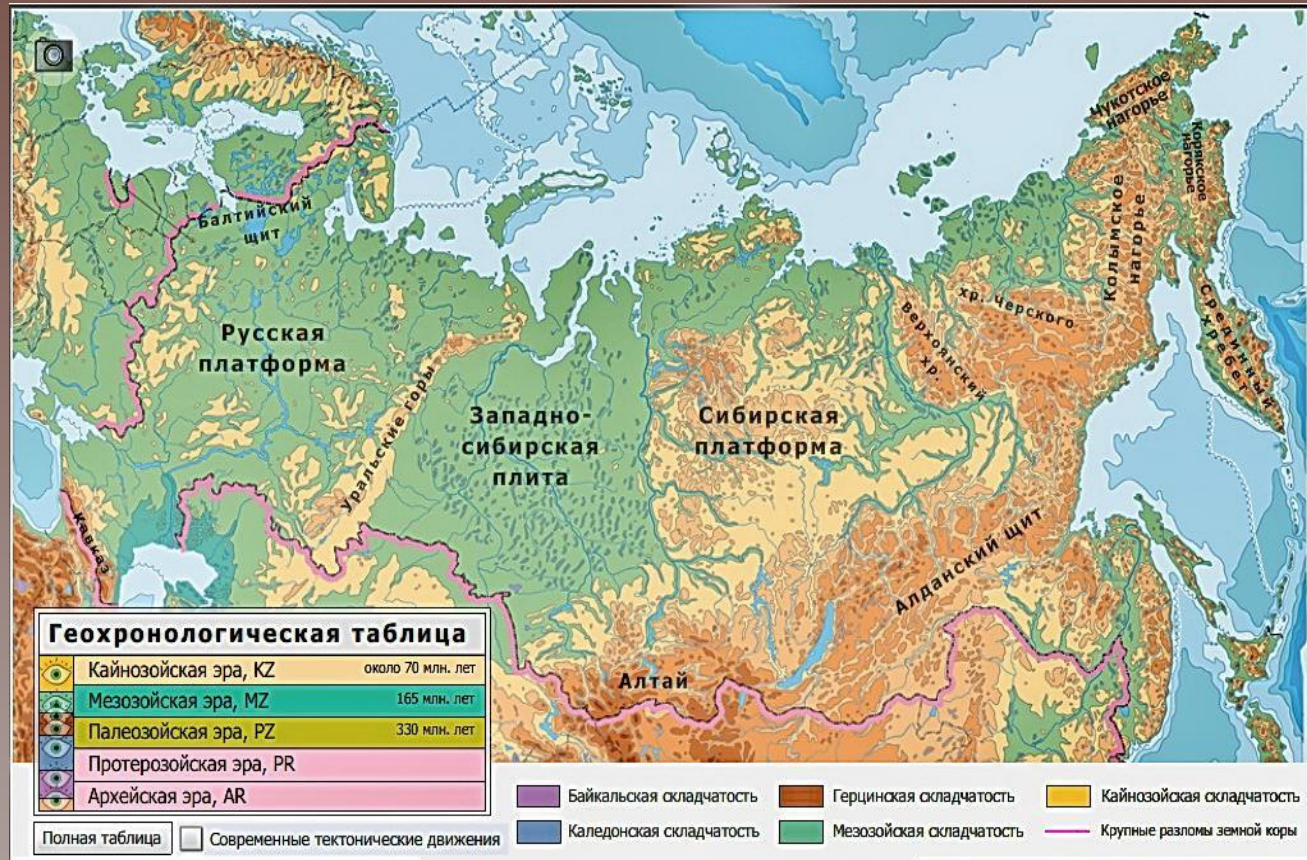 Чукотское
нагорье
Корякское
нагорье
Колымское
нагорье
Балтийский
щит
хр. Черского
Верхоянский
хр.
Срединный
хребет
Русская
платформа
Уральские горы
Западно-
сибирская
плита
Сибирская
платформа
Кавказ
Алданский щит
Алтай
Геохронологическая таблица
Кайнозойская эра, KZ около 70 млн. лет
Мезозойская эра, MZ 165 млн. лет
Палеозойская эра, PZ 330 млн. лет
Протерозойская эра, PR
Архейская эра, AR
Полная таблица Современные тектонические движения
Байкальская складчатость Герцинская складчатость Кайнозойская складчатость
Каледонская складчатость Мезозойская складчатость Крупные разломы земной коры